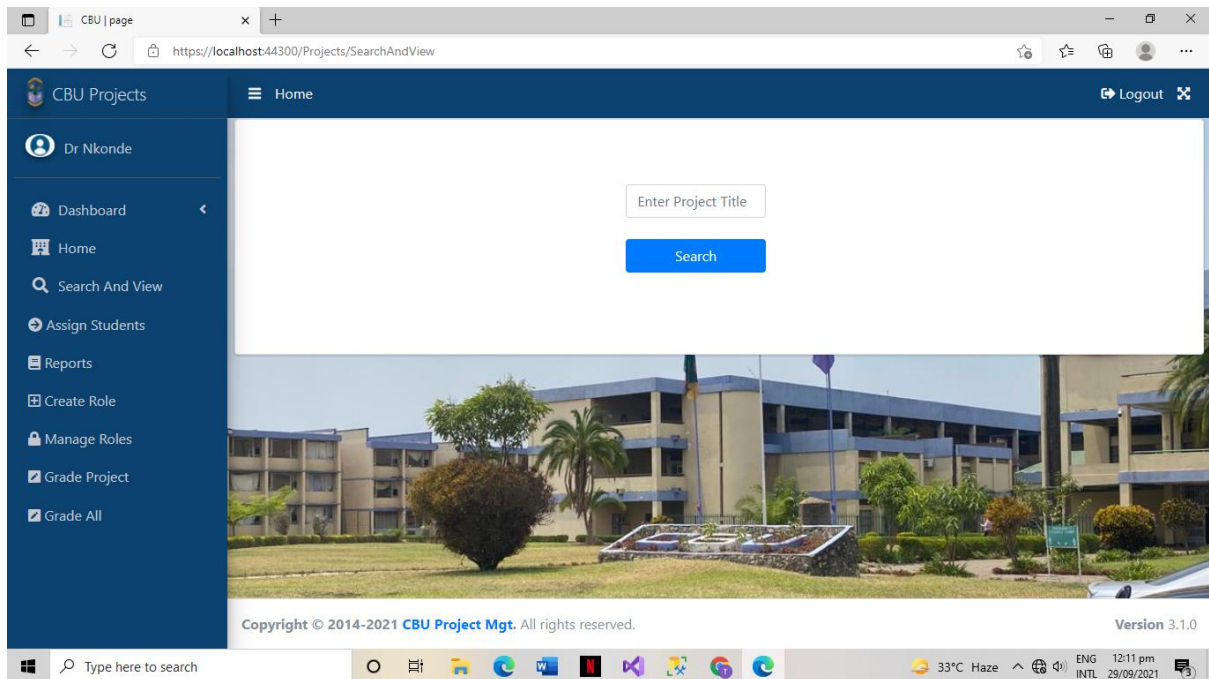 CBU | page
https://localhost:44300/Projects/SearchAndView
CBU Projects
Home
Logout
Dr Nkonde
Dashboard
Home
Search And View
Assign Students
Reports
Create Role
Manage Roles
Grade Project
Grade All
Enter Project Title
Search
CBU
Copyright © 2014-2021 CBU Project Mgt. All rights reserved.
Version 3.1.0
Type here to search
33°C Haze
ENG
INTL
12:11 pm
29/09/2021
3